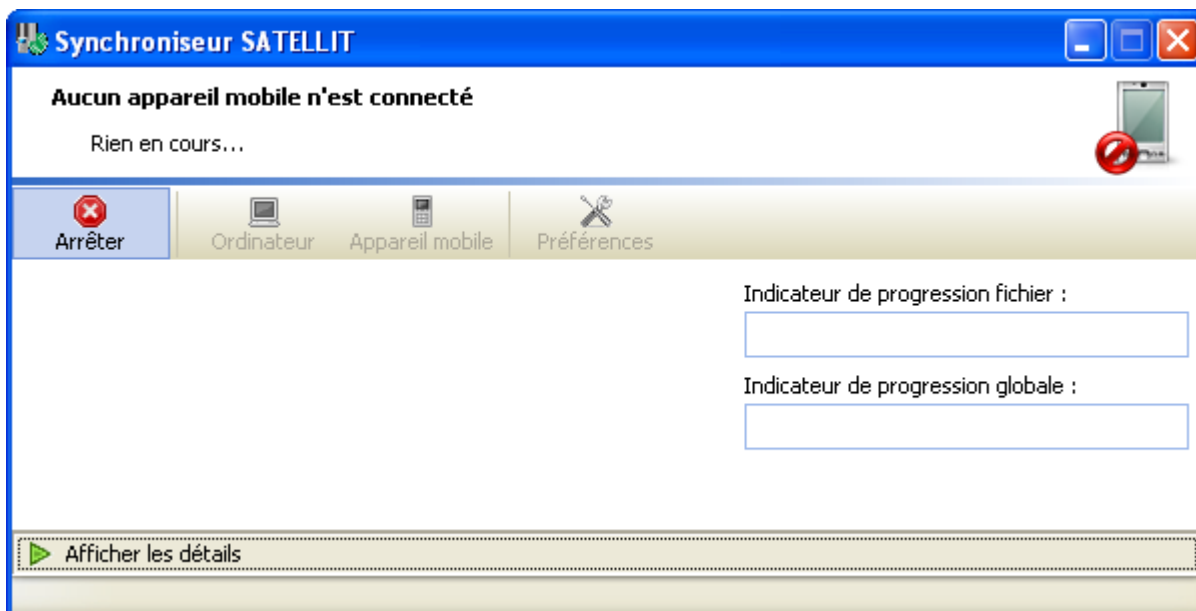 Synchroniseur SATELLIT
Aucun appareil mobile n'est connecté
Rien en cours...
Arrêter
Ordinateur
Appareil mobile
Préférences
Indicateur de progression fichier :
Indicateur de progression globale :
Afficher les détails